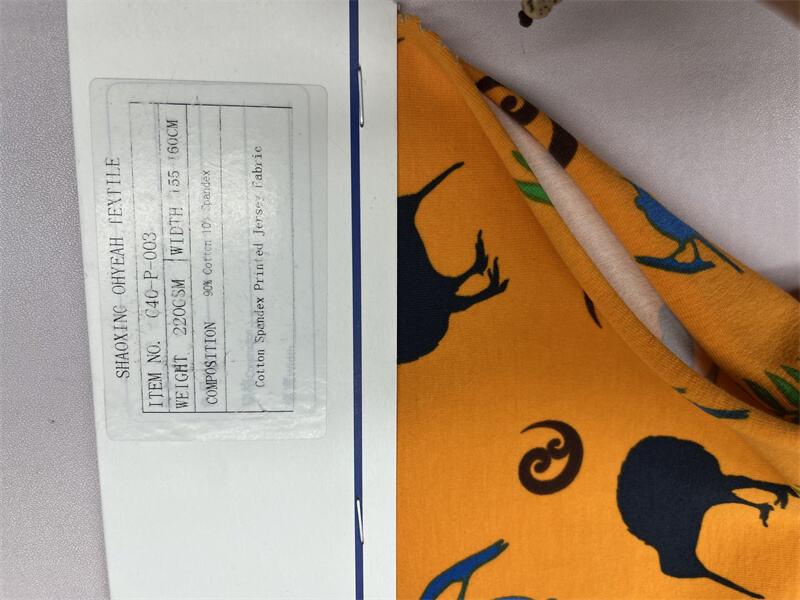 SHAOXING OHYEAH TEXTILE
ITEM NO. C40-P-003
WEIGHT 220GSM WIDTH 155 160CM
COMPOSITION 90% Cotton 10% Spandex
Cotton Spandex Printed Jersey Fabric